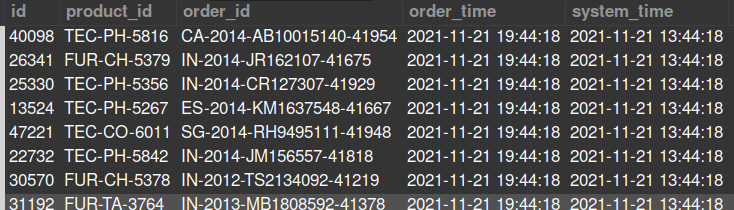 id product_id order_id order_time system_time
40098 TEC-PH-5816 CA-2014-AB10015140-41954 2021-11-21 19:44:18 2021-11-21 13:44:18
26341 FUR-CH-5379 IN-2014-JR162107-41675 2021-11-21 19:44:18 2021-11-21 13:44:18
25330 TEC-PH-5356 IN-2014-CR127307-41929 2021-11-21 19:44:18 2021-11-21 13:44:18
13524 TEC-PH-5267 ES-2014-KM1637548-41667 2021-11-21 19:44:18 2021-11-21 13:44:18
47221 TEC-CO-6011 SG-2014-RH9495111-41948 2021-11-21 19:44:18 2021-11-21 13:44:18
22732 TEC-PH-5842 IN-2014-JM156557-41818 2021-11-21 19:44:18 2021-11-21 13:44:18
30570 FUR-CH-5378 IN-2012-TS2134092-41219 2021-11-21 19:44:18 2021-11-21 13:44:18
31192 FUR-TA-3764 IN-2013-MB1808592-41378 2021-11-21 19:44:18 2021-11-21 13:44:18